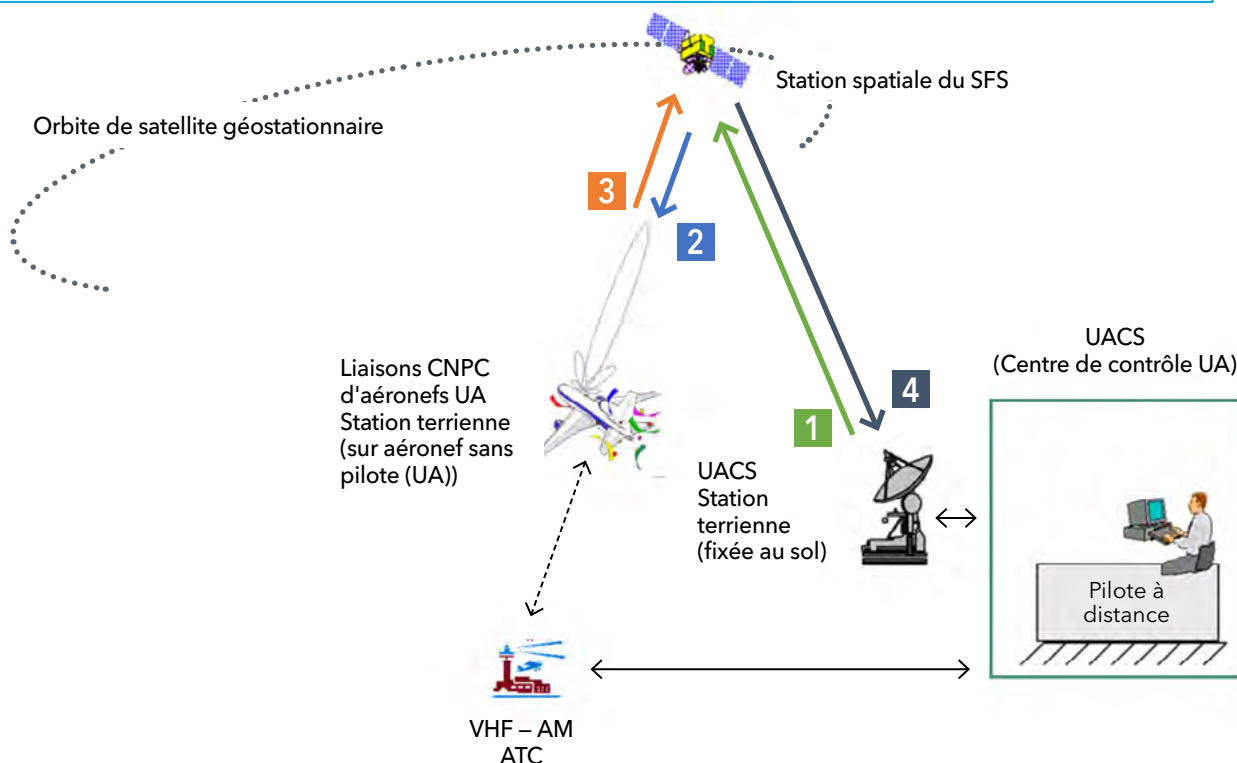 Station spatiale du SFS
Orbite de satellite géostationnaire
3
2
Liaisons CNPC
d'aéronefs UA
Station terrienne
(sur aéronef sans
pilote (UA))
1
4
UACS
Station
terrienne
(fixée au sol)
UACS
(Centre de contrôle UA)
Pilote à
distance
VHF – AM
ATC